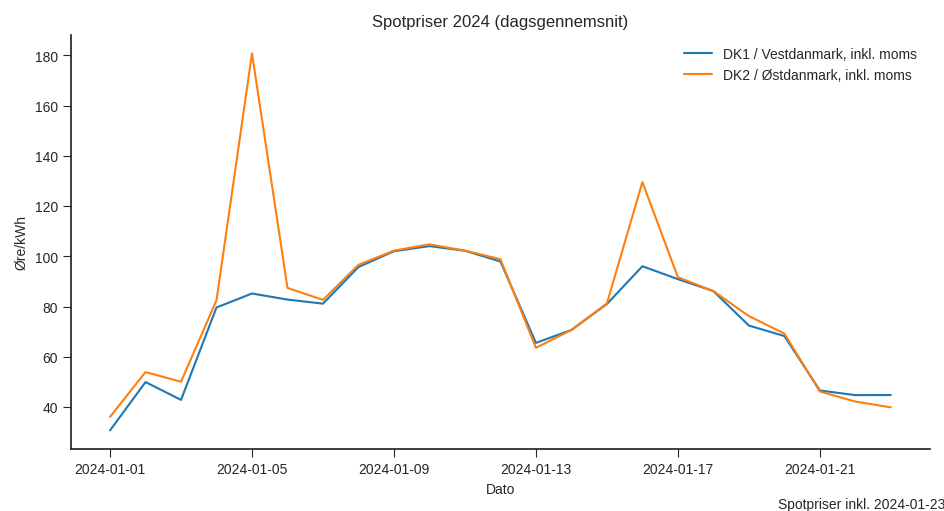 Spotpriser 2024 (dagsgennemsnit)
DK1 / Vestdanmark, inkl. moms
DK2 / Østdanmark, inkl. moms
Øre/kWh
180
160
140
120
100
80
60
40
2024-01-01
2024-01-05
2024-01-09
2024-01-13
2024-01-17
2024-01-21
Dato
Spotpriser inkl. 2024-01-23